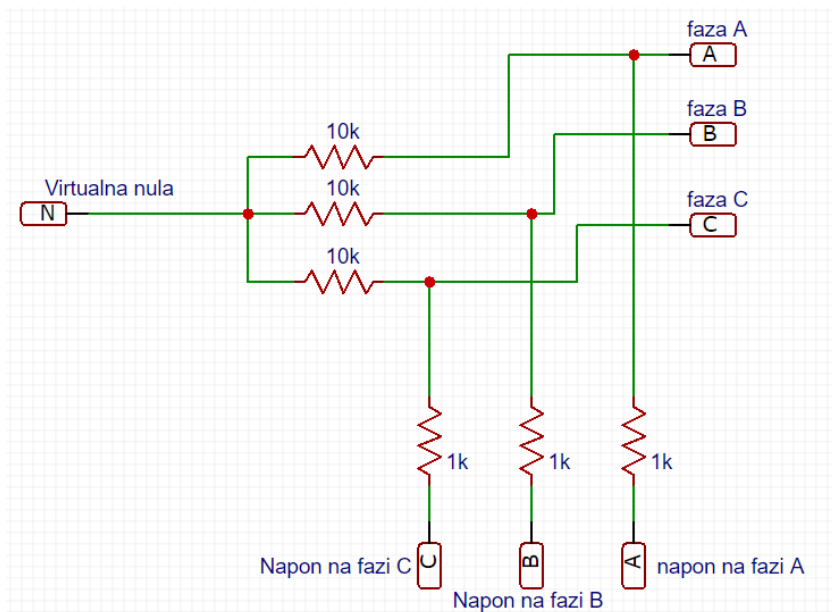 faza A
A
faza B
B
10k
Virtualna nula
N
10k
faza C
C
10k
1k
1k
1k
Napon na fazi C
C
B
A
napon na fazi A
Napon na fazi B